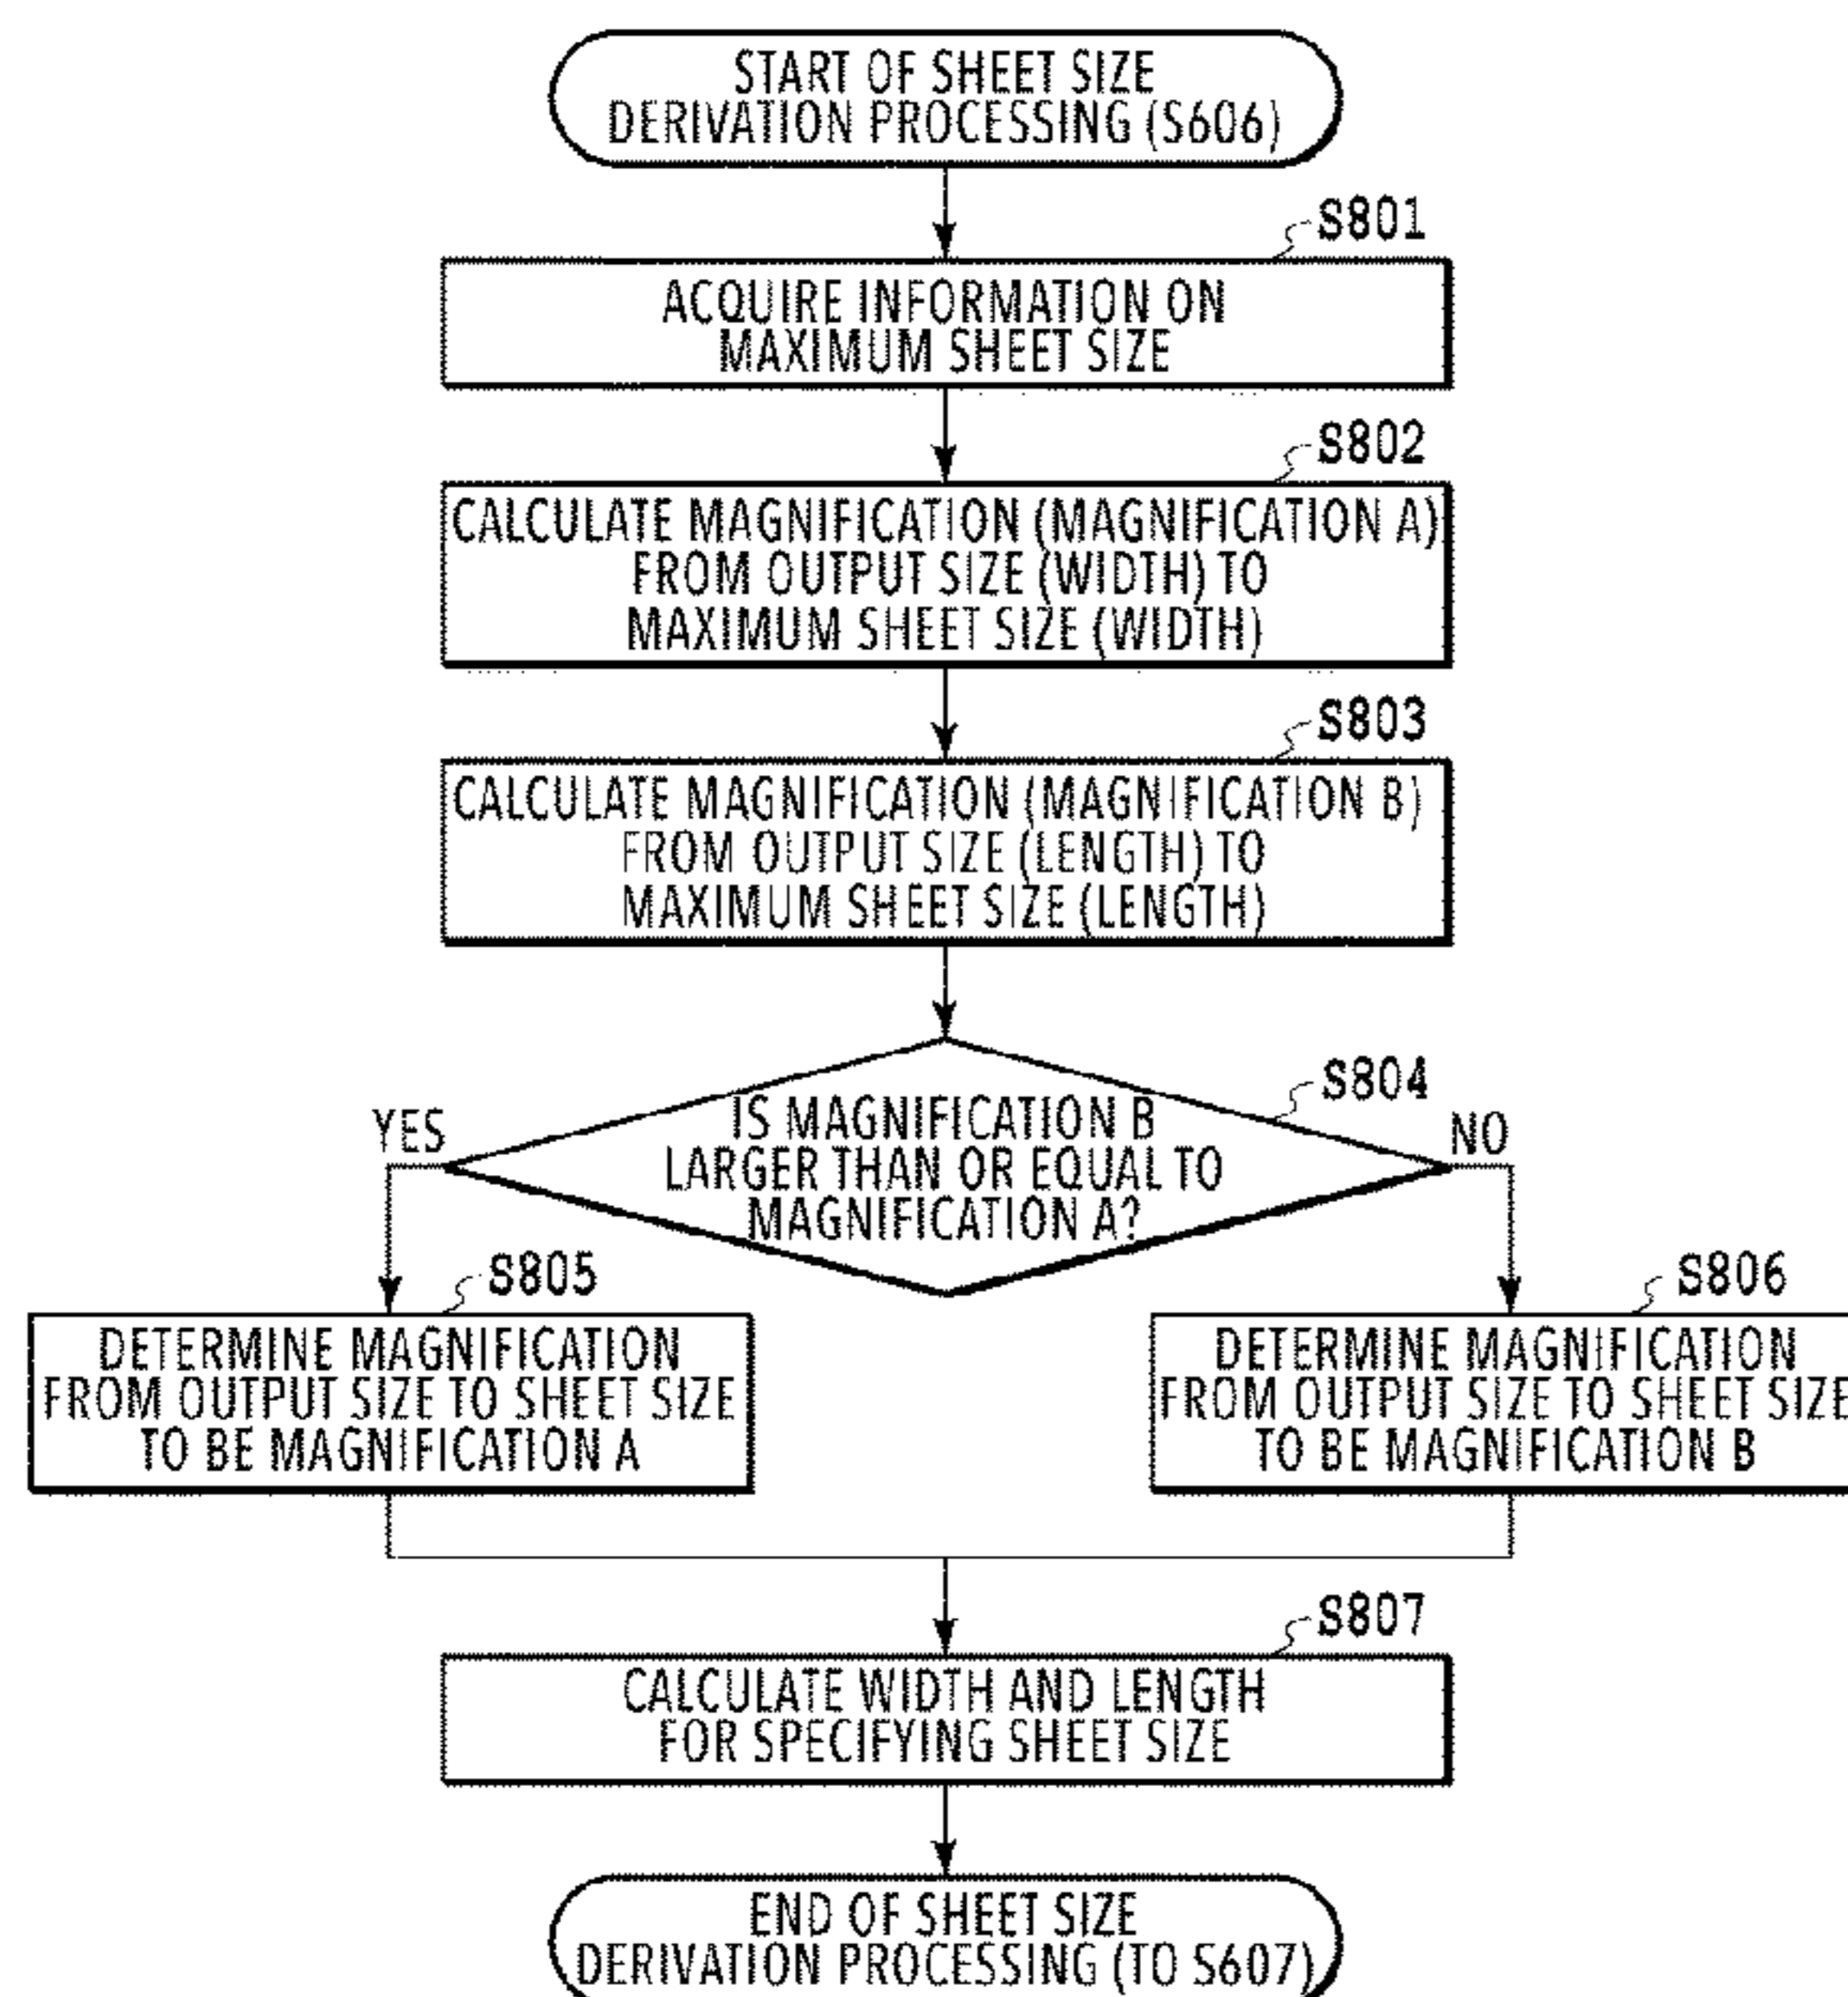 START OF SHEET SIZE
DERIVATION PROCESSING (S606)
S801
ACQUIRE INFORMATION ON
MAXIMUM SHEET SIZE
S802
CALCULATE MAGNIFICATION (MAGNIFICATION A)
FROM OUTPUT SIZE (WIDTH) TO
MAXIMUM SHEET SIZE (WIDTH)
S803
CALCULATE MAGNIFICATION (MAGNIFICATION B)
FROM OUTPUT SIZE (LENGTH) TO
MAXIMUM SHEET SIZE (LENGTH)
S804
YES
IS MAGNIFICATION B
LARGER THAN OR EQUAL TO
MAGNIFICATION A?
NO
S805
DETERMINE MAGNIFICATION
FROM OUTPUT SIZE TO SHEET SIZE
TO BE MAGNIFICATION A
S806
DETERMINE MAGNIFICATION
FROM OUTPUT SIZE TO SHEET SIZE
TO BE MAGNIFICATION B
S807
CALCULATE WIDTH AND LENGTH
FOR SPECIFYING SHEET SIZE
END OF SHEET SIZE
DERIVATION PROCESSING (TO S607)